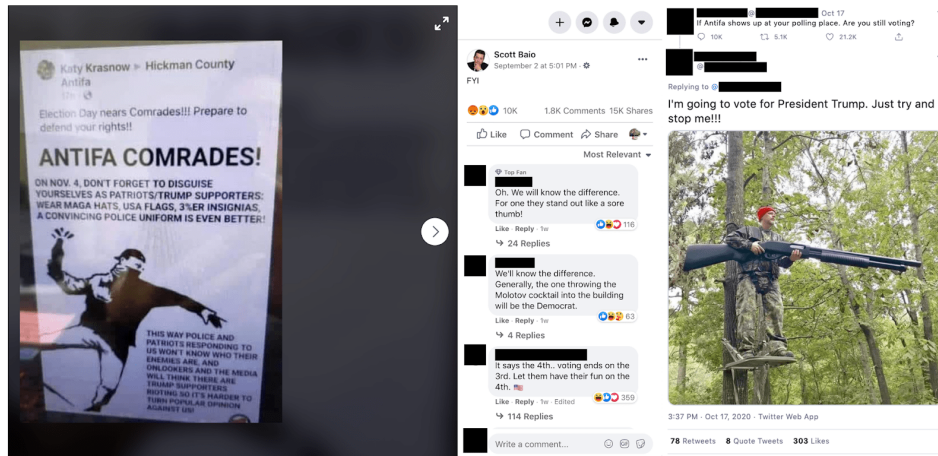 Katy Krasnow ▸ Hickman County
Antifa
Election Day nears Comrades!!! Prepare to
defend your rights!!
ANTIFA COMRADES!
ON NOV. 4, DON'T FORGET TO DISGUISE
YOURSELVES AS PATRIOTS/TRUMP SUPPORTERS:
WEAR MAGA HATS, USA FLAGS, 3%ER INSIGNIAS,
A CONVINCING POLICE UNIFORM IS EVEN BETTER!
THIS WAY POLICE AND
PATRIOTS RESPONDING TO
US WON'T KNOW WHO THEIR
ENEMIES ARE, AND
ONLOOKERS AND THE MEDIA
WILL THINK THERE ARE
TRUMP SUPPORTERS
RIOTING SO IT'S HARDER TO
TURN POPULAR OPINION
AGAINST US!
Scott Baio
September 2 at 5:01 PM ·
FYI
10K 1.8K Comments 15K Shares
Like Comment Share
Most Relevant
Top Fan
Oh. We will know the difference.
For one they stand out like a sore
thumb!
116
Like · Reply · 1w
24 Replies
We'll know the difference.
Generally, the one throwing the
Molotov cocktail into the building
will be the Democrat.
63
Like · Reply · 1w
4 Replies
It says the 4th.. voting ends on the
3rd. Let them have their fun on the
4th. 🇺🇸
359
Like · Reply · 1w · Edited
114 Replies
Write a comment...
GIF
@ Oct 17
If Antifa shows up at your polling place. Are you still voting?
10K 5.1K 21.2K
@
Replying to @
I'm going to vote for President Trump. Just try and
stop me!!!
3:37 PM · Oct 17, 2020 · Twitter Web App
78 Retweets 8 Quote Tweets 303 Likes